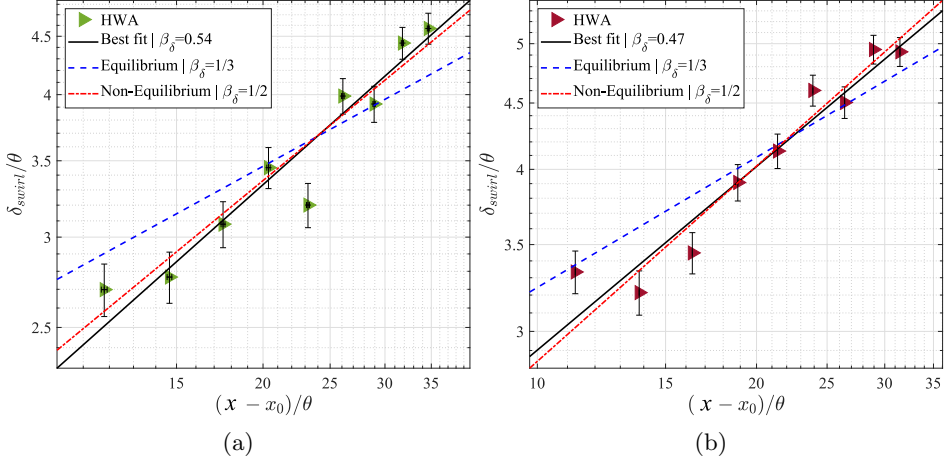 HWA
Best fit | β_δ=0.54
Equilibrium | β_δ=1/3
Non-Equilibrium | β_δ=1/2
4.5
4
3.5
3
2.5
δ_swirl/θ
15
20
25
30
35
(x − x₀)/θ
(a)
HWA
Best fit | β_δ=0.47
Equilibrium | β_δ=1/3
Non-Equilibrium | β_δ=1/2
5
4.5
4
3.5
3
δ_swirl/θ
10
15
20
25
30
35
(x − x₀)/θ
(b)